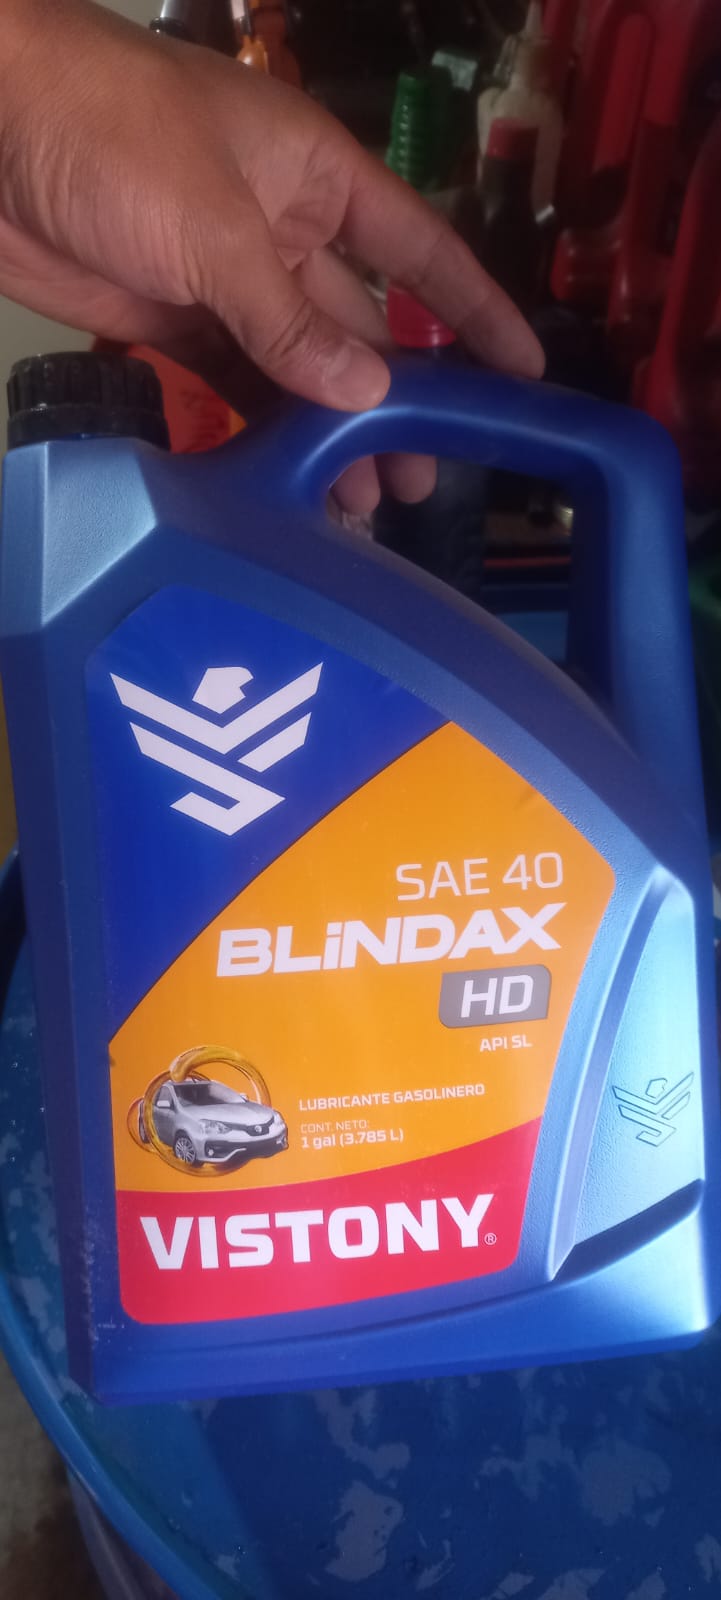 SAE 40
BLiNDAX
HD
API SL
LUBRICANTE GASOLINERO
CONT. NETO:
1 gal (3.785 L)
VISTONY®